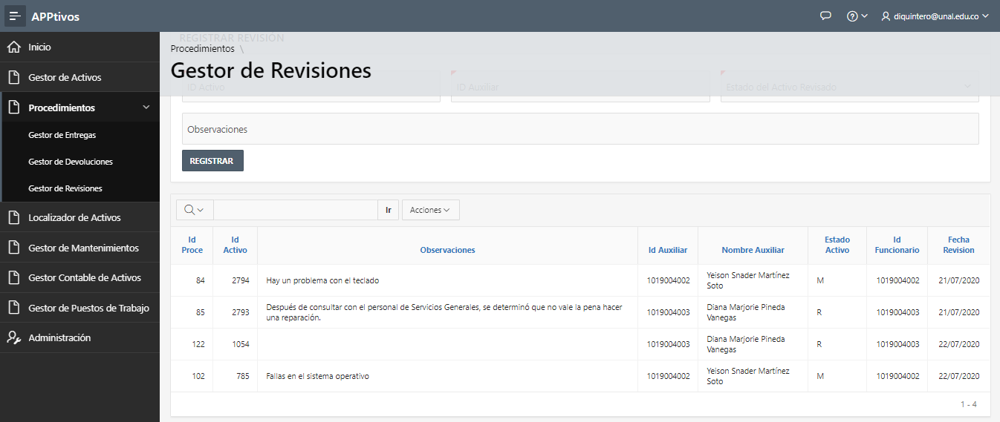 APPtivos
diquintero@unal.edu.co
Inicio
Gestor de Activos
Procedimientos
Gestor de Entregas
Gestor de Devoluciones
Gestor de Revisiones
Localizador de Activos
Gestor de Mantenimientos
Gestor Contable de Activos
Gestor de Puestos de Trabajo
Administración
REGISTRAR REVISIÓN
Procedimientos \
Gestor de Revisiones
ID Activo
ID Auxiliar
Estado del Activo Revisado
Observaciones
REGISTRAR
Ir
Acciones
Id Proce Id Activo Observaciones Id Auxiliar Nombre Auxiliar Estado Activo Id Funcionario Fecha Revision
84 2794 Hay un problema con el teclado 1019004002 Yeison Snader Martínez Soto M 1019004002 21/07/2020
85 2793 Después de consultar con el personal de Servicios Generales, se determinó que no vale la pena hacer una reparación. 1019004003 Diana Marjorie Pineda Vanegas R 1019004003 21/07/2020
122 1054 1019004003 Diana Marjorie Pineda Vanegas R 1019004003 22/07/2020
102 785 Fallas en el sistema operativo 1019004002 Yeison Snader Martínez Soto M 1019004002 22/07/2020
1 - 4